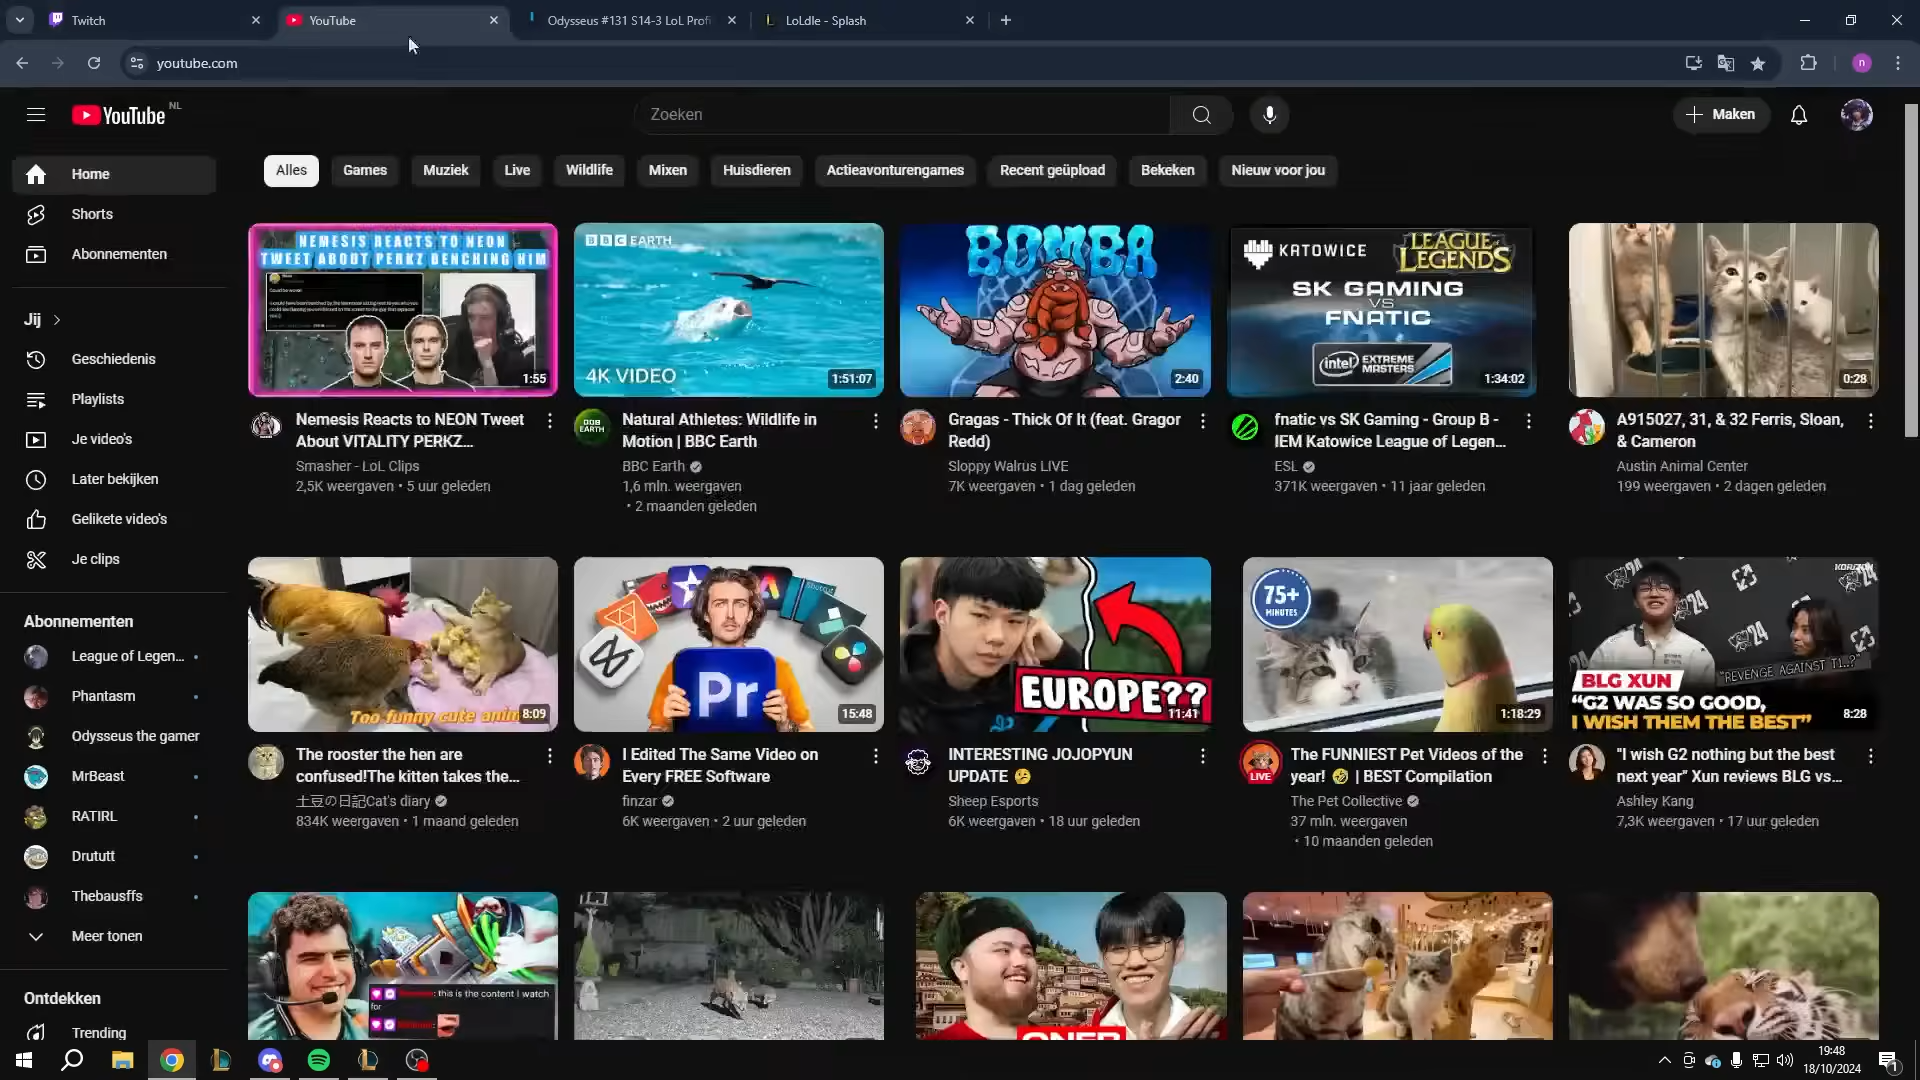 Twitch
YouTube
Odysseus #131 S14-3 LoL Profi
LoLdle - Splash
youtube.com
YouTube NL
Zoeken
Maken
n
Alles
Games
Muziek
Live
Wildlife
Mixen
Huisdieren
Actieavonturengames
Recent geüpload
Bekeken
Nieuw voor jou
Home
Shorts
Abonnementen
Jij
Geschiedenis
Playlists
Je video's
Later bekijken
Gelikete video's
Je clips
Abonnementen
League of Legen...
Phantasm
Odysseus the gamer
MrBeast
RATIRL
Drututt
Thebausffs
Meer tonen
Ontdekken
Trending
NEMESIS REACTS TO NEON
TWEET ABOUT PERKZ BENCHING HIM
1:55
Nemesis Reacts to NEON Tweet
About VITALITY PERKZ...
Smasher - LoL Clips
2,5K weergaven • 5 uur geleden
BBC EARTH
4K VIDEO
1:51:07
BBC
EARTH
Natural Athletes: Wildlife in
Motion | BBC Earth
BBC Earth
1,6 mln. weergaven
• 2 maanden geleden
BOMBA
2:40
Gragas - Thick Of It (feat. Gragor
Redd)
Sloppy Walrus LIVE
7K weergaven • 1 dag geleden
KATOWICE
LEAGUE of
LEGENDS
SK GAMING
VS
FNATIC
intel EXTREME
MASTERS
1:34:02
fnatic vs SK Gaming - Group B -
IEM Katowice League of Legen...
ESL
371K weergaven • 11 jaar geleden
0:28
A915027, 31, & 32 Ferris, Sloan,
& Cameron
Austin Animal Center
199 weergaven • 2 dagen geleden
Too funny cute anim
8:09
The rooster the hen are
confused!The kitten takes the...
土豆の日記Cat's diary
834K weergaven • 1 maand geleden
Pr
15:48
I Edited The Same Video on
Every FREE Software
finzar
6K weergaven • 2 uur geleden
EUROPE??
11:41
INTERESTING JOJOPYUN
UPDATE 🤔
Sheep Esports
6K weergaven • 18 uur geleden
75+
MINUTES
1:18:29
LIVE
The FUNNIEST Pet Videos of the
year! 🤣 | BEST Compilation
The Pet Collective
37 mln. weergaven
• 10 maanden geleden
KORIZON
"REVENGE AGAINST T1..?"
BLG XUN
"G2 WAS SO GOOD,
I WISH THEM THE BEST"
8:28
"I wish G2 nothing but the best
next year" Xun reviews BLG vs...
Ashley Kang
7,3K weergaven • 17 uur geleden
: this is the content I watch
for
ONER
19:48
18/10/2024
1